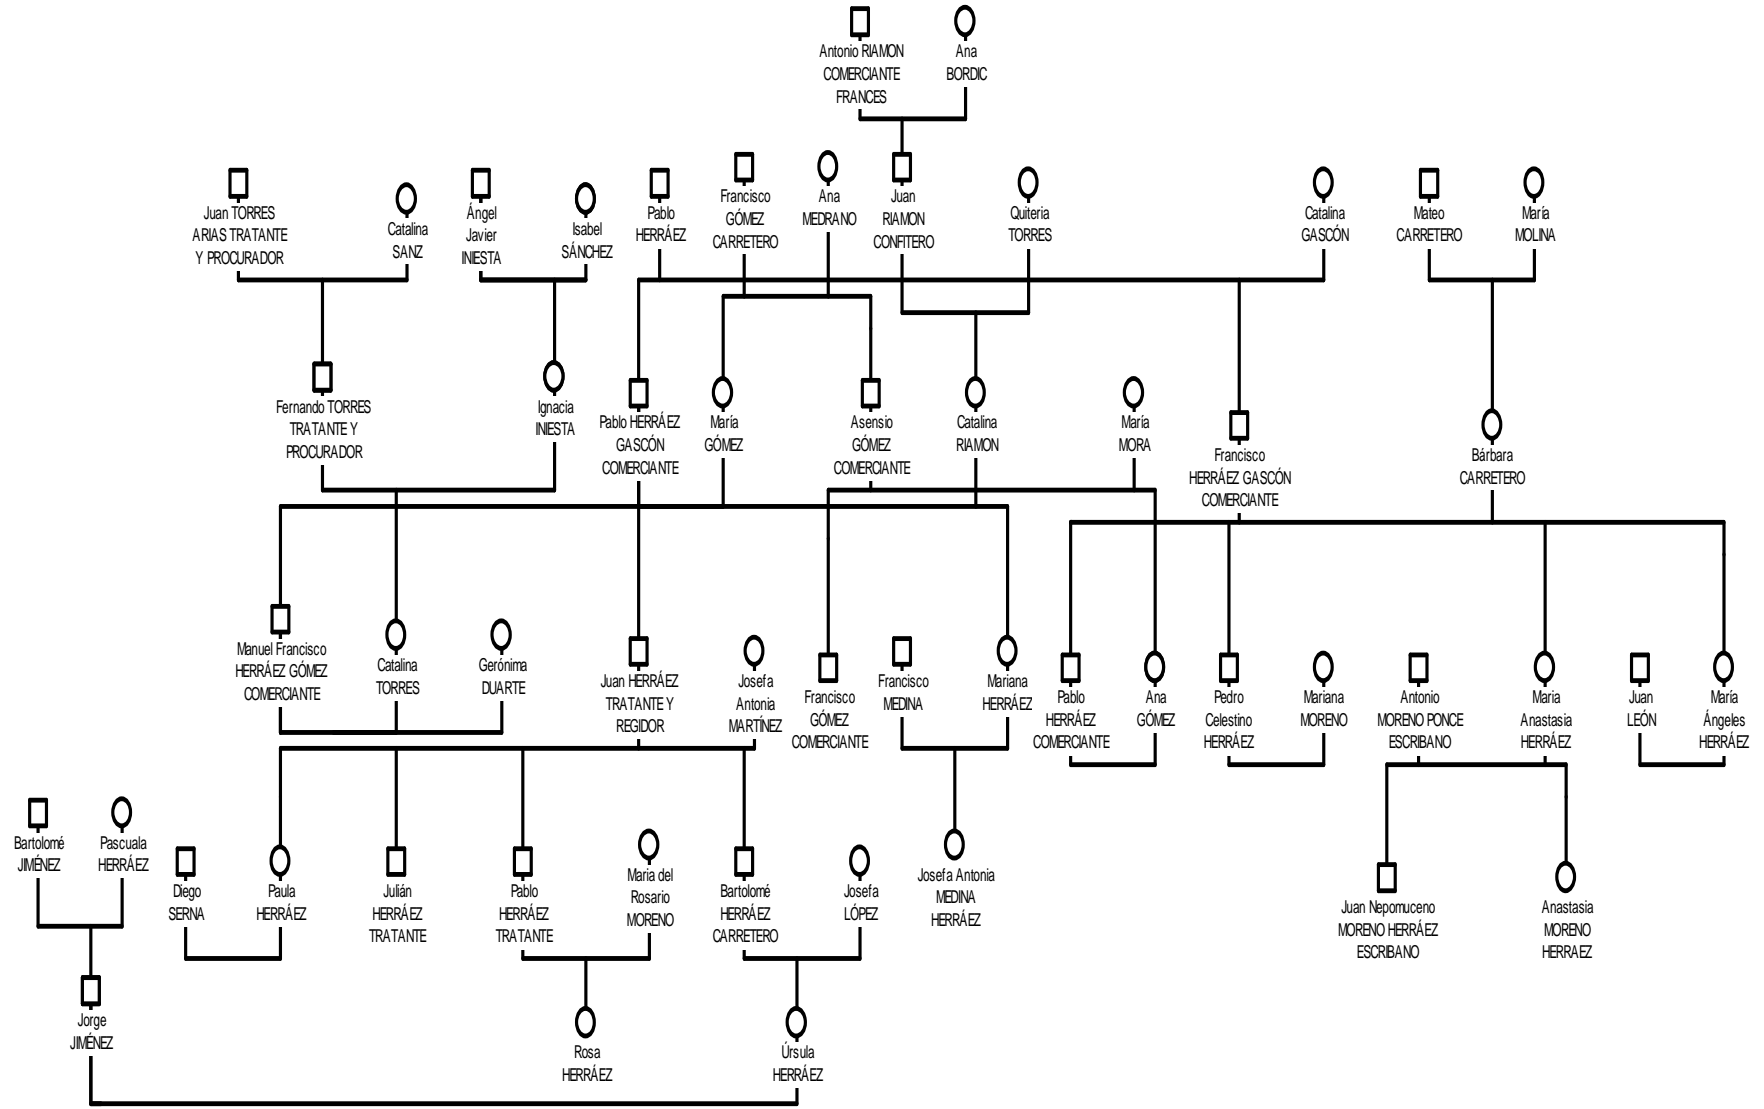 Antonio RIAMON
COMERCIANTE
FRANCES
Ana
BORDIC
Juan TORRES
ARIAS TRATANTE
Y PROCURADOR
Catalina
SANZ
Ángel
Javier
INIESTA
Isabel
SÁNCHEZ
Pablo
HERRÁEZ
Francisco
GÓMEZ
CARRETERO
Ana
MEDRANO
Juan
RIAMON
CONFITERO
Quiteria
TORRES
Catalina
GASCÓN
Mateo
CARRETERO
María
MOLINA
Fernando TORRES
TRATANTE Y
PROCURADOR
Ignacia
INIESTA
Pablo HERRÁEZ
GASCÓN
COMERCIANTE
María
GÓMEZ
Asensio
GÓMEZ
COMERCIANTE
Catalina
RIAMON
María
MORA
Francisco
HERRÁEZ GASCÓN
COMERCIANTE
Bárbara
CARRETERO
Manuel Francisco
HERRÁEZ GÓMEZ
COMERCIANTE
Catalina
TORRES
Gerónima
DUARTE
Juan HERRÁEZ
TRATANTE Y
REGIDOR
Josefa
Antonia
MARTÍNEZ
Francisco
GÓMEZ
COMERCIANTE
Francisco
MEDINA
Mariana
HERRÁEZ
Pablo
HERRÁEZ
COMERCIANTE
Ana
GÓMEZ
Pedro
Celestino
HERRÁEZ
Mariana
MORENO
Antonio
MORENO PONCE
ESCRIBANO
Maria
Anastasia
HERRÁEZ
Juan
LEÓN
María
Ángeles
HERRÁEZ
Bartolomé
JIMÉNEZ
Pascuala
HERRÁEZ
Diego
SERNA
Paula
HERRÁEZ
Julián
HERRÁEZ
TRATANTE
Pablo
HERRÁEZ
TRATANTE
Maria del
Rosario
MORENO
Bartolomé
HERRÁEZ
CARRETERO
Josefa
LÓPEZ
Josefa Antonia
MEDINA
HERRÁEZ
Juan Nepomuceno
MORENO HERRÁEZ
ESCRIBANO
Anastasia
MORENO
HERRAEZ
Jorge
JIMÉNEZ
Rosa
HERRÁEZ
Úrsula
HERRÁEZ